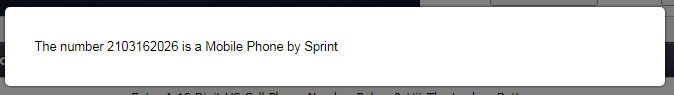 The number 2103162026 is a Mobile Phone by Sprint